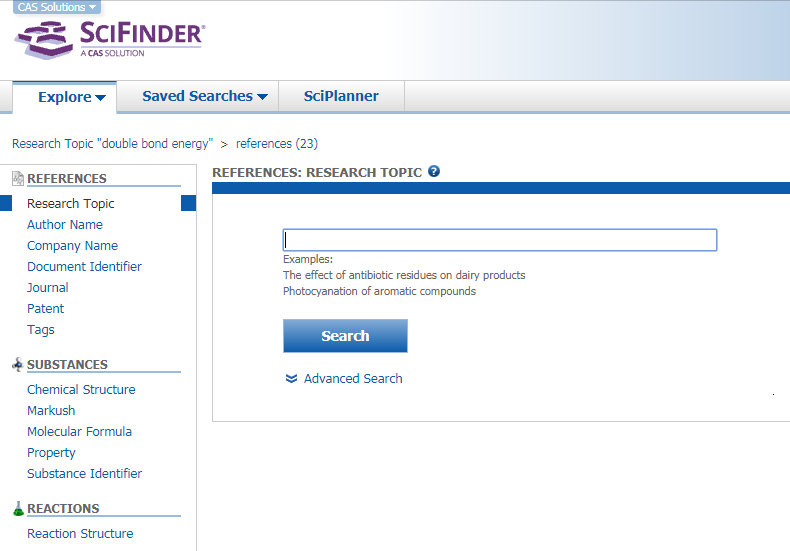 CAS Solutions
SCIFINDER®
A CAS SOLUTION
Explore
Saved Searches
SciPlanner
Research Topic "double bond energy" > references (23)
REFERENCES
Research Topic
Author Name
Company Name
Document Identifier
Journal
Patent
Tags
SUBSTANCES
Chemical Structure
Markush
Molecular Formula
Property
Substance Identifier
REACTIONS
Reaction Structure
REFERENCES: RESEARCH TOPIC ?
Examples:
The effect of antibiotic residues on dairy products
Photocyanation of aromatic compounds
Search
Advanced Search